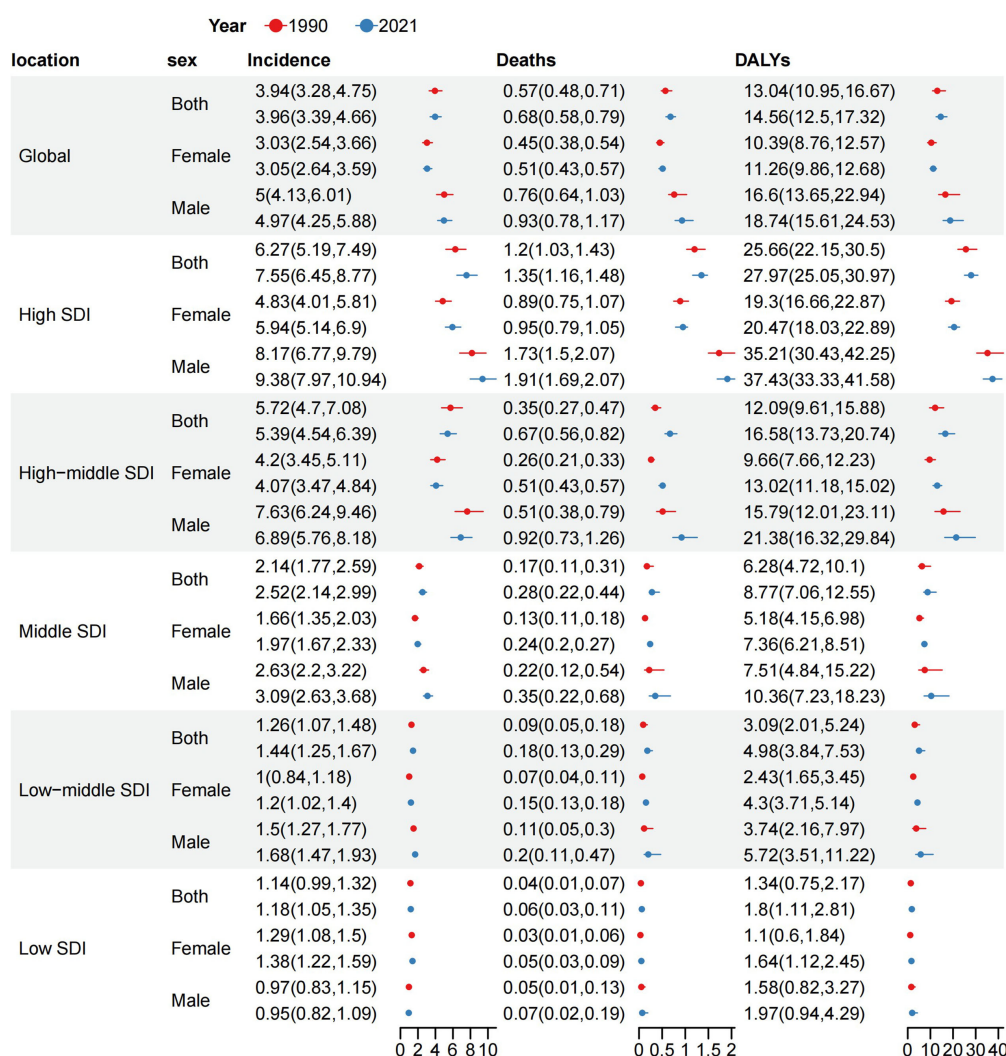 Year 1990 2021
location sex Incidence Deaths DALYs
Global
Both
3.94(3.28,4.75) 0.57(0.48,0.71) 13.04(10.95,16.67)
3.96(3.39,4.66) 0.68(0.58,0.79) 14.56(12.5,17.32)
Female
3.03(2.54,3.66) 0.45(0.38,0.54) 10.39(8.76,12.57)
3.05(2.64,3.59) 0.51(0.43,0.57) 11.26(9.86,12.68)
Male
5(4.13,6.01) 0.76(0.64,1.03) 16.6(13.65,22.94)
4.97(4.25,5.88) 0.93(0.78,1.17) 18.74(15.61,24.53)
High SDI
Both
6.27(5.19,7.49) 1.2(1.03,1.43) 25.66(22.15,30.5)
7.55(6.45,8.77) 1.35(1.16,1.48) 27.97(25.05,30.97)
Female
4.83(4.01,5.81) 0.89(0.75,1.07) 19.3(16.66,22.87)
5.94(5.14,6.9) 0.95(0.79,1.05) 20.47(18.03,22.89)
Male
8.17(6.77,9.79) 1.73(1.5,2.07) 35.21(30.43,42.25)
9.38(7.97,10.94) 1.91(1.69,2.07) 37.43(33.33,41.58)
High−middle SDI
Both
5.72(4.7,7.08) 0.35(0.27,0.47) 12.09(9.61,15.88)
5.39(4.54,6.39) 0.67(0.56,0.82) 16.58(13.73,20.74)
Female
4.2(3.45,5.11) 0.26(0.21,0.33) 9.66(7.66,12.23)
4.07(3.47,4.84) 0.51(0.43,0.57) 13.02(11.18,15.02)
Male
7.63(6.24,9.46) 0.51(0.38,0.79) 15.79(12.01,23.11)
6.89(5.76,8.18) 0.92(0.73,1.26) 21.38(16.32,29.84)
Middle SDI
Both
2.14(1.77,2.59) 0.17(0.11,0.31) 6.28(4.72,10.1)
2.52(2.14,2.99) 0.28(0.22,0.44) 8.77(7.06,12.55)
Female
1.66(1.35,2.03) 0.13(0.11,0.18) 5.18(4.15,6.98)
1.97(1.67,2.33) 0.24(0.2,0.27) 7.36(6.21,8.51)
Male
2.63(2.2,3.22) 0.22(0.12,0.54) 7.51(4.84,15.22)
3.09(2.63,3.68) 0.35(0.22,0.68) 10.36(7.23,18.23)
Low−middle SDI
Both
1.26(1.07,1.48) 0.09(0.05,0.18) 3.09(2.01,5.24)
1.44(1.25,1.67) 0.18(0.13,0.29) 4.98(3.84,7.53)
Female
1(0.84,1.18) 0.07(0.04,0.11) 2.43(1.65,3.45)
1.2(1.02,1.4) 0.15(0.13,0.18) 4.3(3.71,5.14)
Male
1.5(1.27,1.77) 0.11(0.05,0.3) 3.74(2.16,7.97)
1.68(1.47,1.93) 0.2(0.11,0.47) 5.72(3.51,11.22)
Low SDI
Both
1.14(0.99,1.32) 0.04(0.01,0.07) 1.34(0.75,2.17)
1.18(1.05,1.35) 0.06(0.03,0.11) 1.8(1.11,2.81)
Female
1.29(1.08,1.5) 0.03(0.01,0.06) 1.1(0.6,1.84)
1.38(1.22,1.59) 0.05(0.03,0.09) 1.64(1.12,2.45)
Male
0.97(0.83,1.15) 0.05(0.01,0.13) 1.58(0.82,3.27)
0.95(0.82,1.09) 0.07(0.02,0.19) 1.97(0.94,4.29)
0 2 4 6 8 10 0 0.5 1 1.5 2 0 10 20 30 40